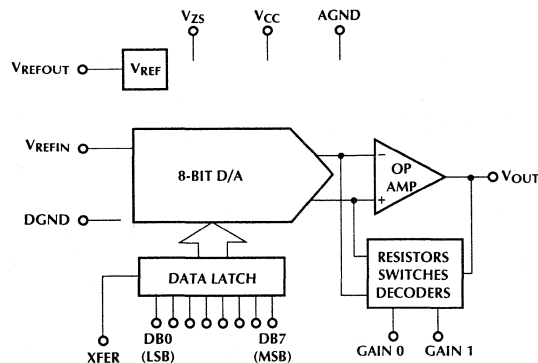 VZS VCC AGND
VREFOUT VREF
VREFIN
8-BIT D/A
− OP AMP +
VOUT
DGND
DATA LATCH
RESISTORS
SWITCHES
DECODERS
XFER
DB0
(LSB)
DB7
(MSB)
GAIN 0 GAIN 1